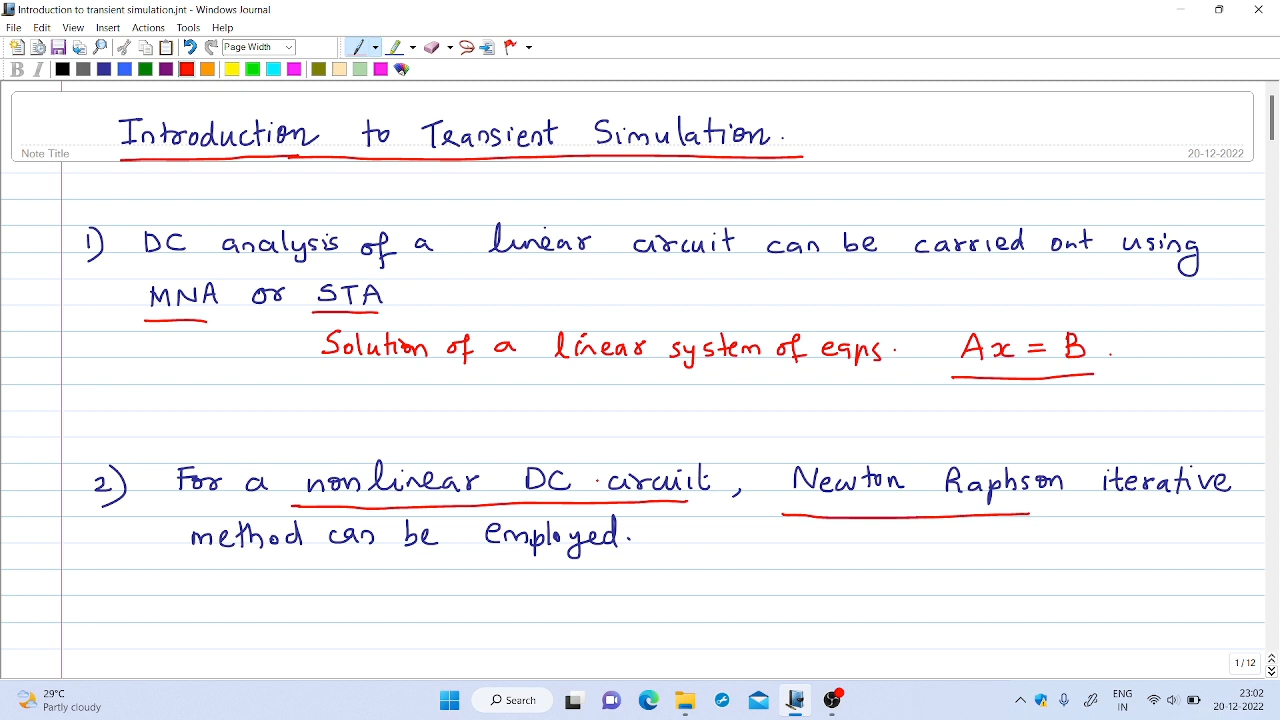 Introduction to transient simulation.jnt - Windows Journal
File Edit View Insert Actions Tools Help
Page Width
B I
Introduction to Transient Simulation.
Note Title
20-12-2022
1) DC analysis of a linear circuit can be carried out using
MNA or STA
Solution of a linear system of eqns. Ax = B.
2) For a nonlinear DC circuit, Newton Raphson iterative
method can be employed.
1/12
29°C
Partly cloudy
Search
ENG
IN
23:02
20-12-2022